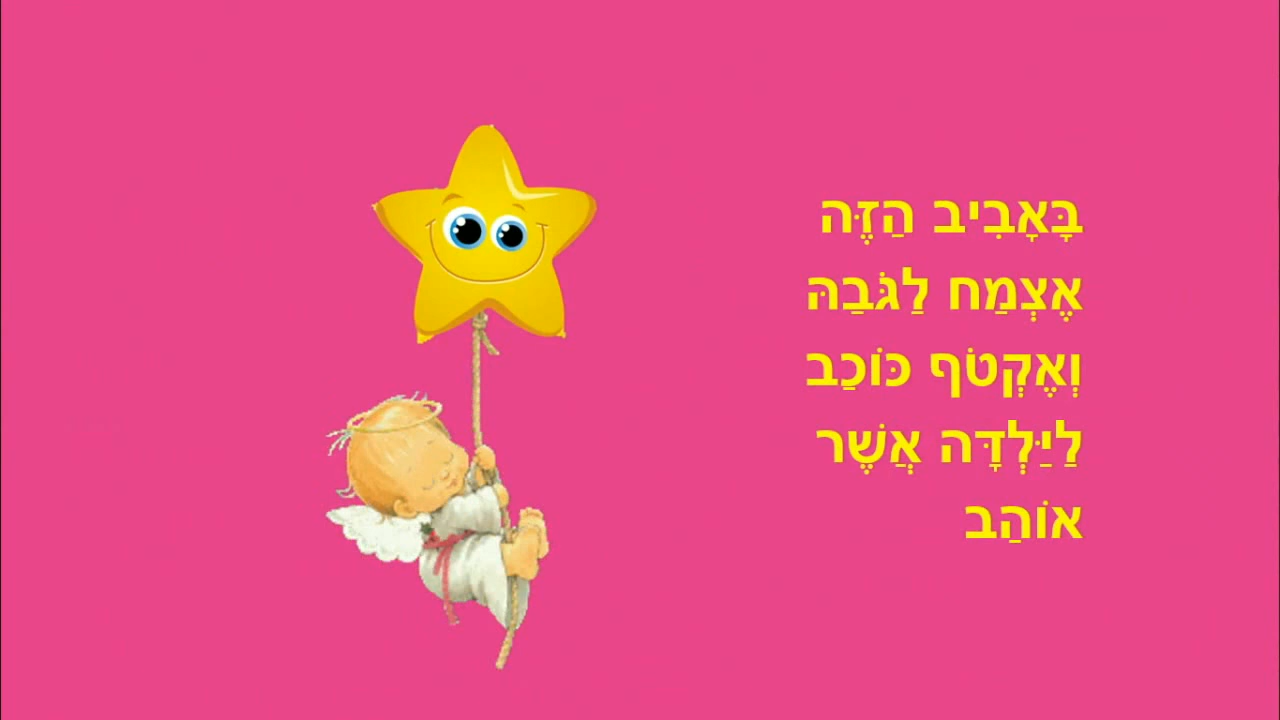 בָּאָבִיב הַזֶּה
אֶצְמַח לַגֹּבַהּ
וְאֶקְטֹף כּוֹכַב
לַיַּלְדָּה אֲשֶׁר
אוֹהַב